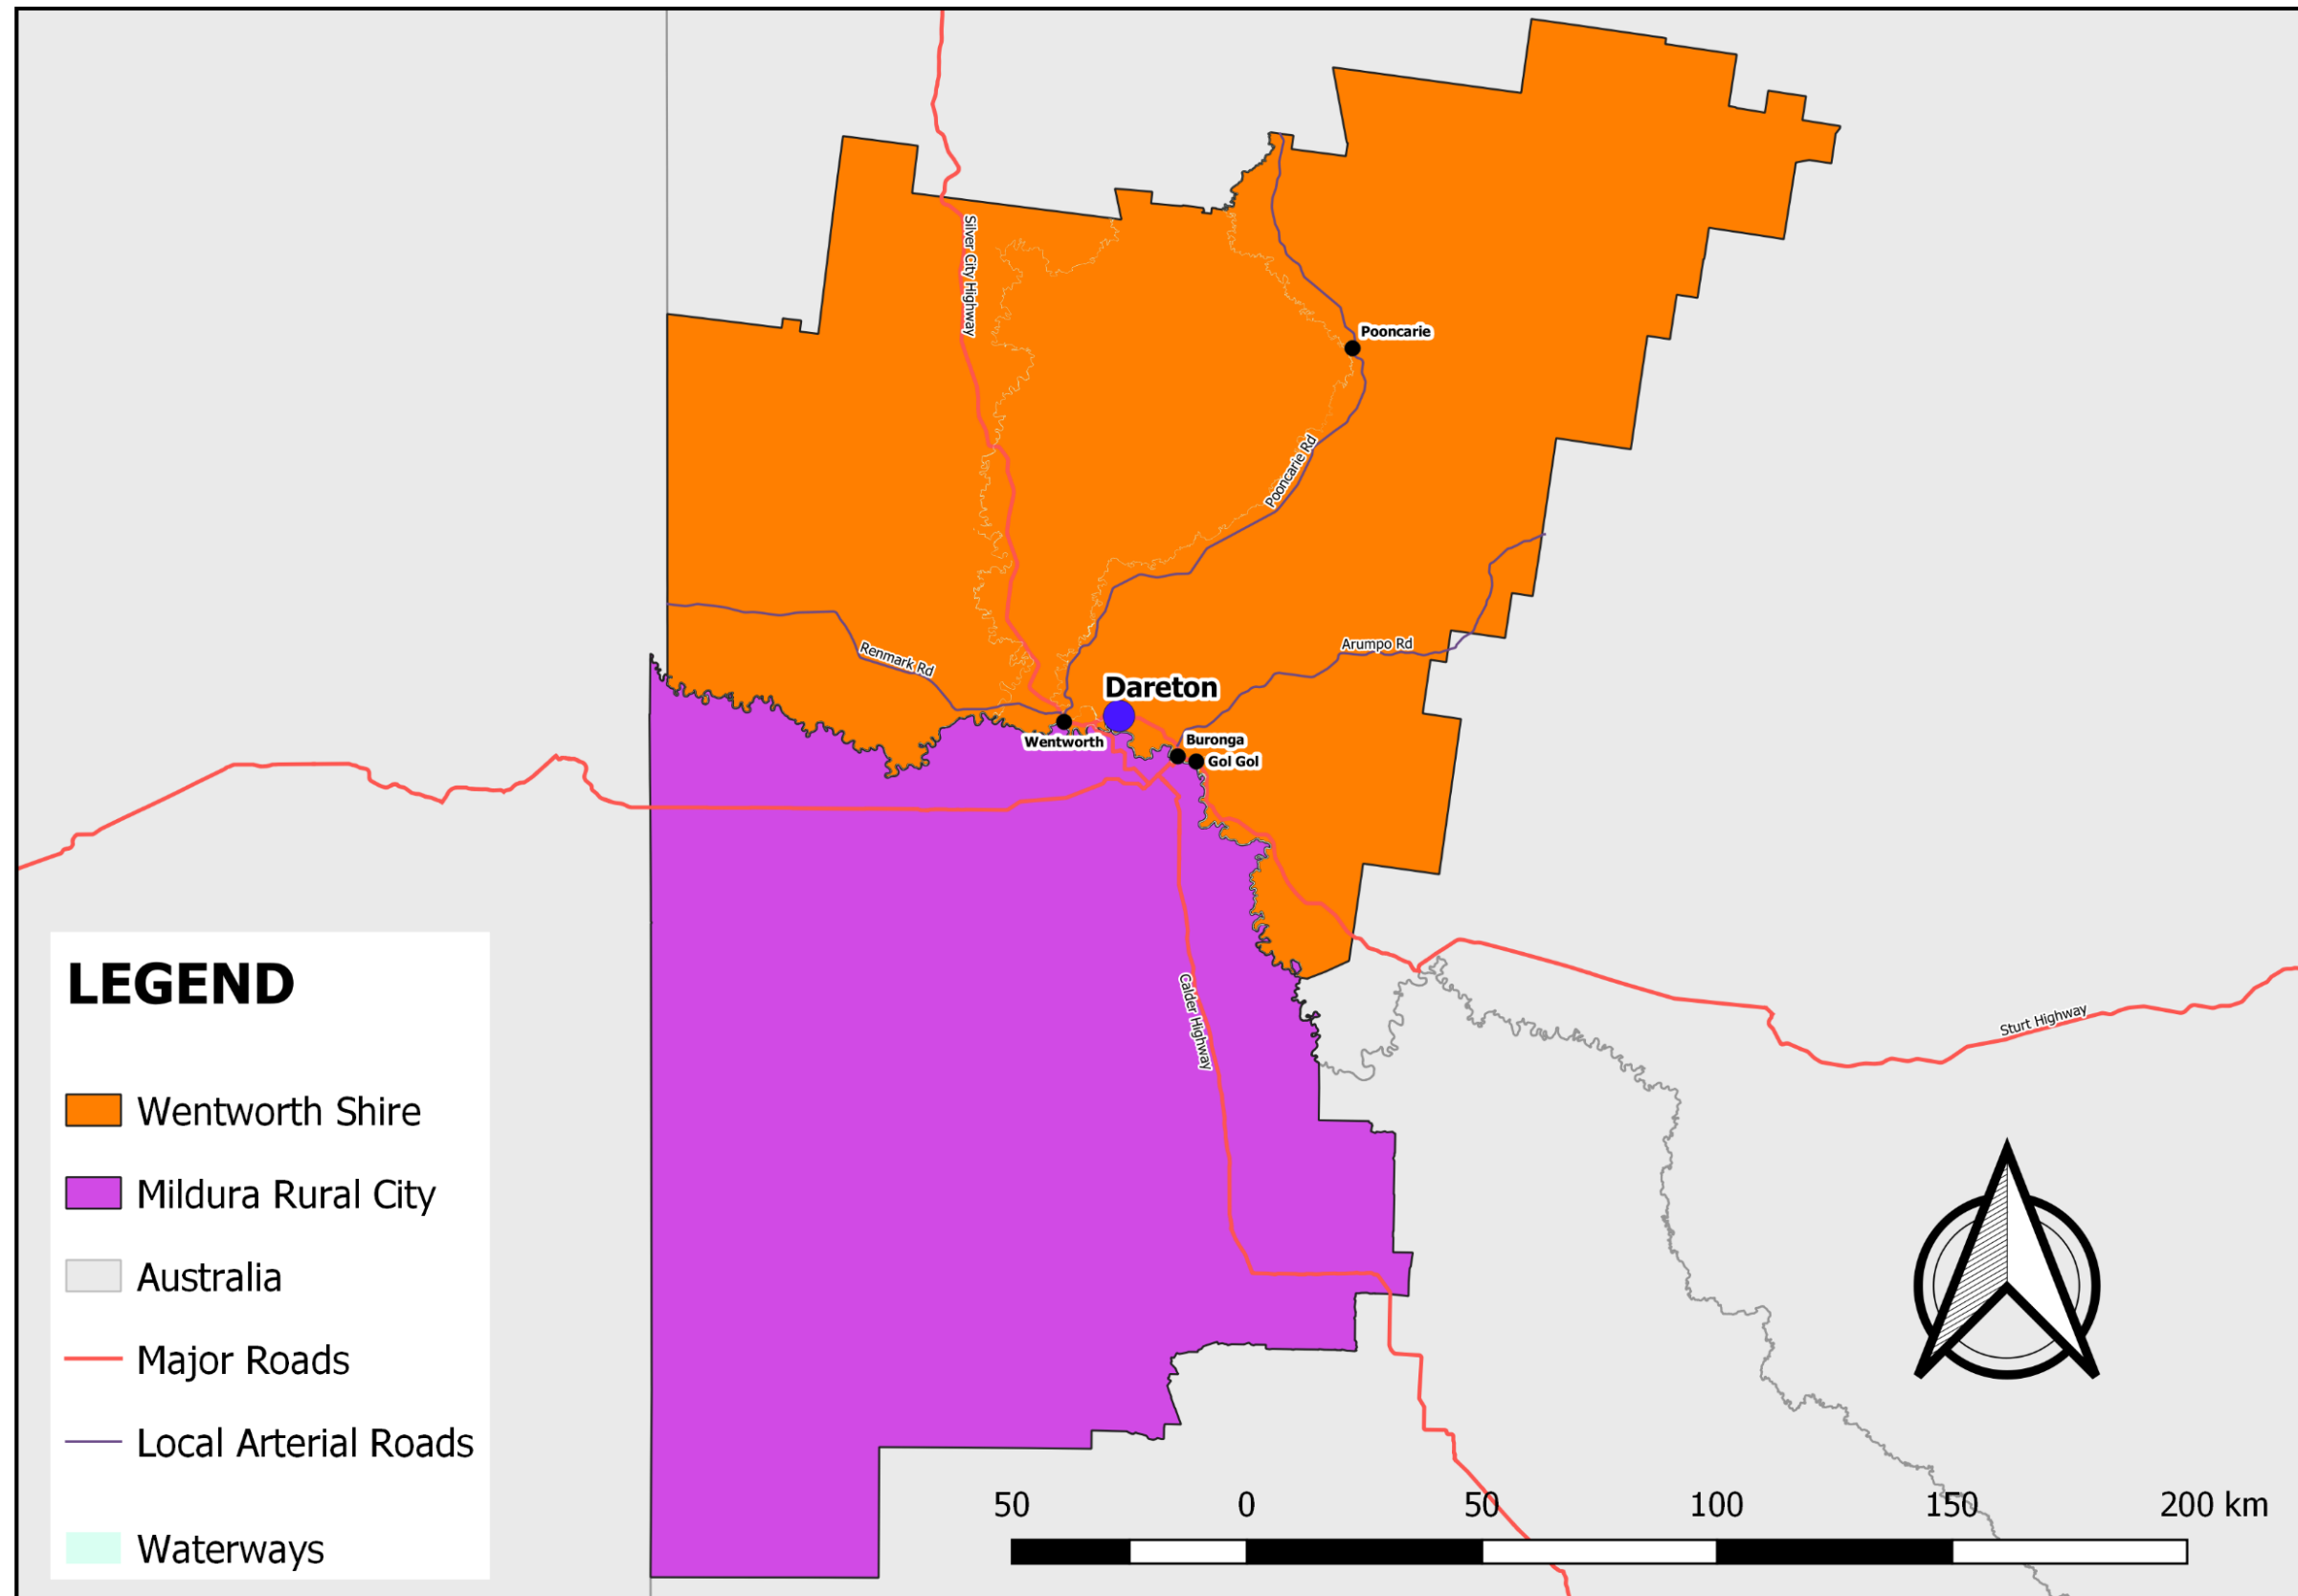 Silver City Highway
Pooncarie
Pooncarie Rd
Renmark Rd
Arumpo Rd
Dareton
Wentworth
Buronga
Gol Gol
Calder Highway
Sturt Highway
LEGEND
Wentworth Shire
Mildura Rural City
Australia
Major Roads
Local Arterial Roads
Waterways
50 0 50 100 150 200 km